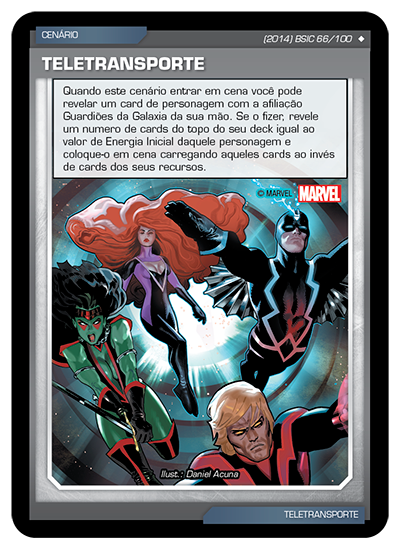 CENÁRIO
(2014) BSIC 66/100
TELETRANSPORTE
Quando este cenário entrar em cena você pode
revelar um card de personagem com a afiliação
Guardiões da Galaxia da sua mão. Se o fizer, revele
um numero de cards do topo do seu deck igual ao
valor de Energia Inicial daquele personagem e
coloque-o em cena carregando aqueles cards ao invés
de cards dos seus recursos.
© MARVEL MARVEL
Ilust.: Daniel Acuna
TELETRANSPORTE